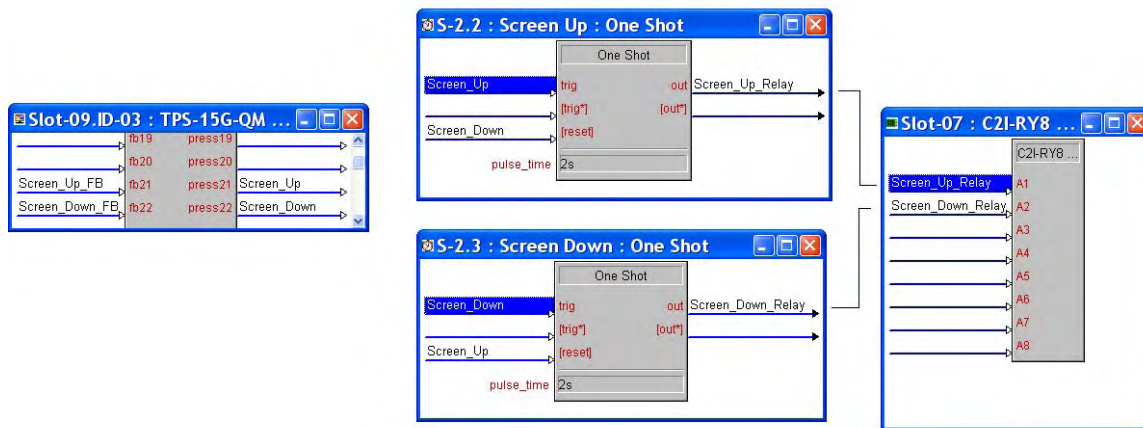 Slot-09.ID-03 : TPS-15G-QM ...
fb19 press19
fb20 press20
Screen_Up_FB fb21 press21 Screen_Up
Screen_Down_FB fb22 press22 Screen_Down
S-2.2 : Screen Up : One Shot
One Shot
Screen_Up trig out Screen_Up_Relay
[trig*] [out*]
Screen_Down [reset]
pulse_time 2s
S-2.3 : Screen Down : One Shot
One Shot
Screen_Down trig out Screen_Down_Relay
[trig*] [out*]
Screen_Up [reset]
pulse_time 2s
Slot-07 : C2I-RY8 ...
C2I-RY8 ...
Screen_Up_Relay A1
Screen_Down_Relay A2
A3
A4
A5
A6
A7
A8